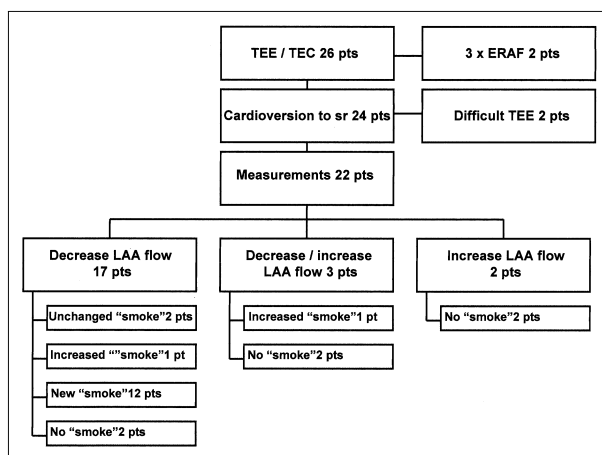 TEE / TEC 26 pts
3 x ERAF 2 pts
Cardioversion to sr 24 pts
Difficult TEE 2 pts
Measurements 22 pts
Decrease LAA flow
17 pts
Decrease / increase
LAA flow 3 pts
Increase LAA flow
2 pts
Unchanged “smoke”2 pts
Increased “”smoke”1 pt
New “smoke”12 pts
No “smoke”2 pts
Increased “smoke”1 pt
No “smoke”2 pts
No “smoke”2 pts